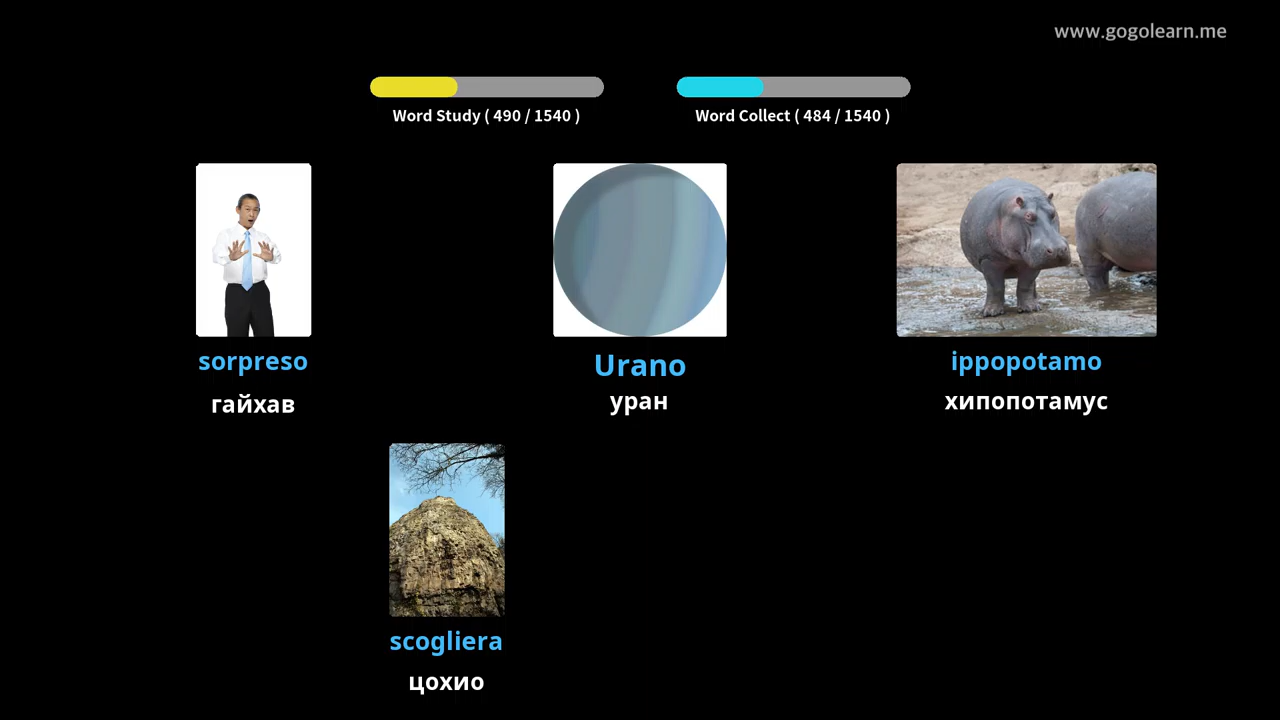 www.gogolearn.me
Word Study ( 490 / 1540 )
Word Collect ( 484 / 1540 )
sorpreso
гайхав
Urano
уран
ippopotamo
хипопотамус
scogliera
цохио